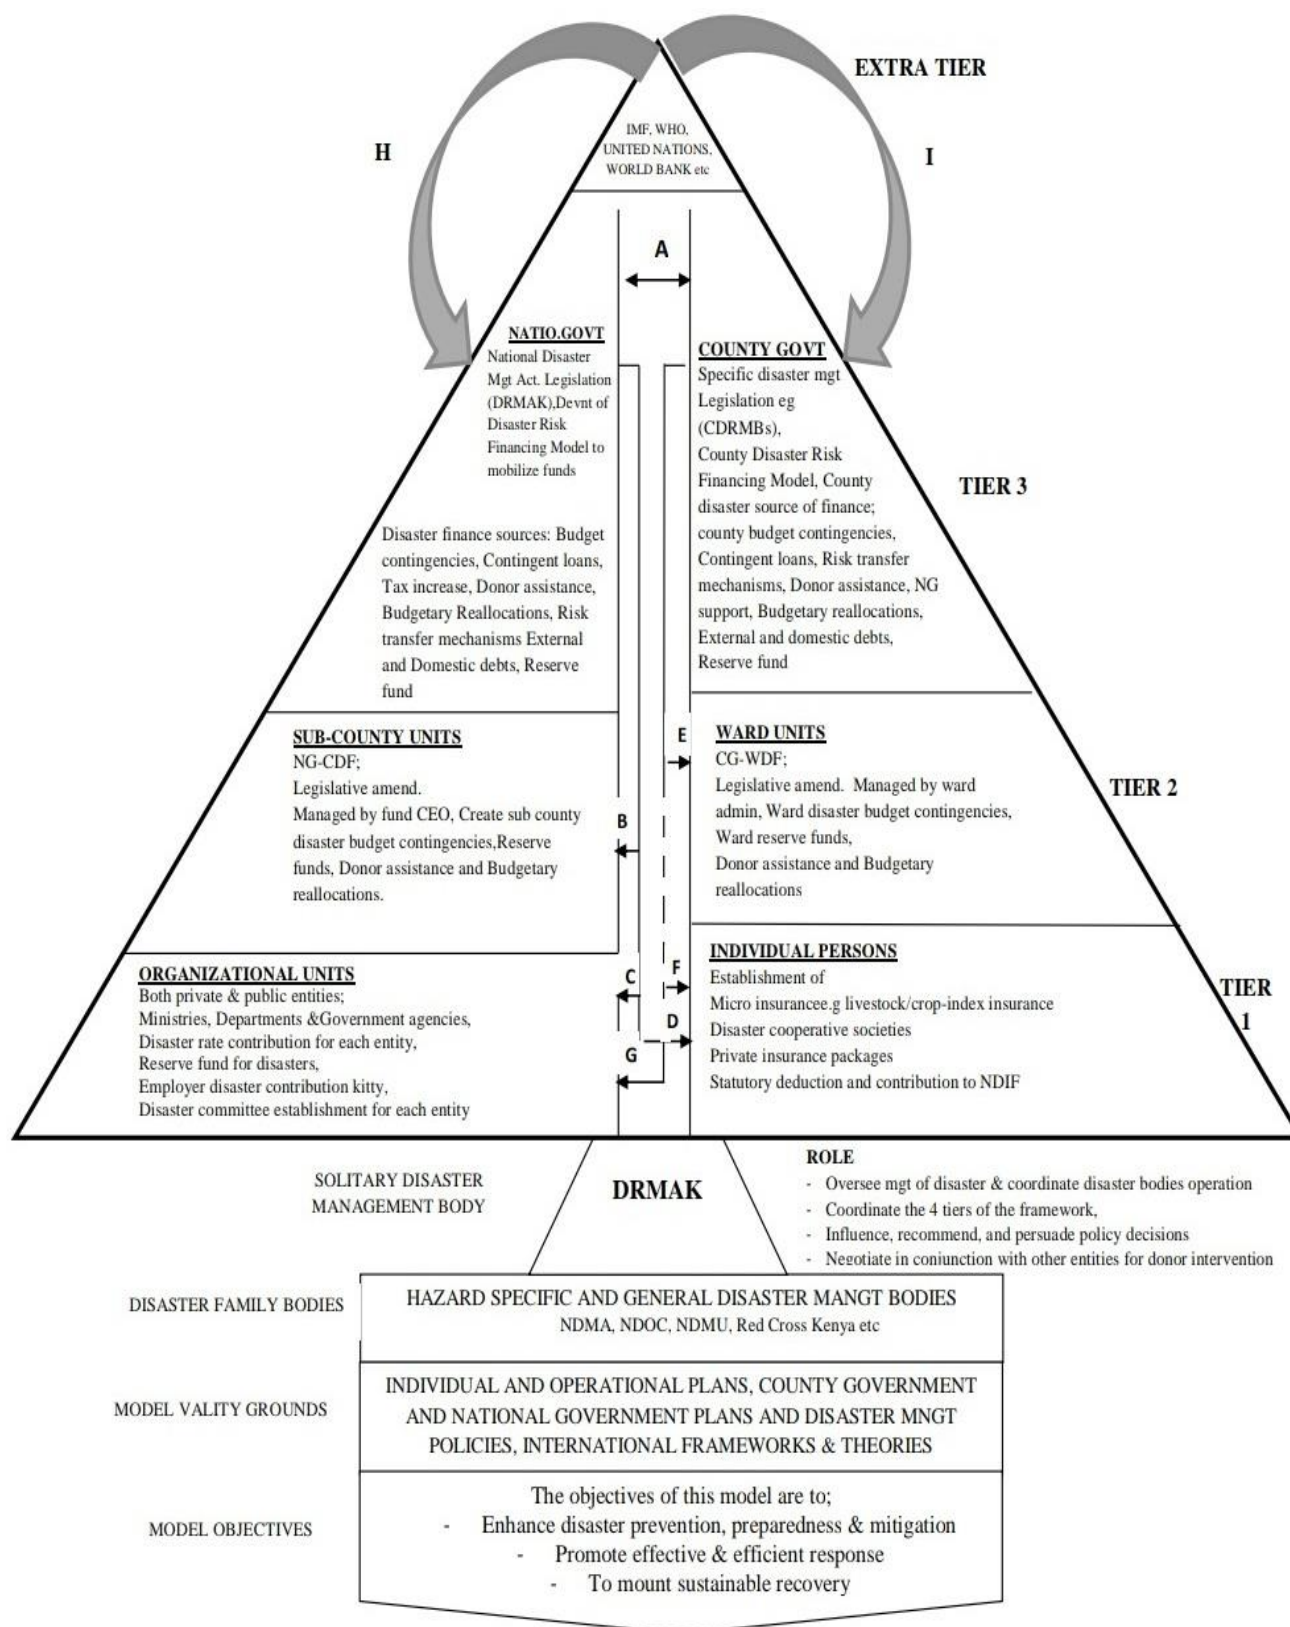 EXTRA TIER
IMF, WHO,
UNITED NATIONS,
WORLD BANK etc
H
I
A
NATIO.GOVT
National Disaster
Mgt Act. Legislation
(DRMAK),Devnt of
Disaster Risk
Financing Model to
mobilize funds
Disaster finance sources: Budget
contingencies, Contingent loans,
Tax increase, Donor assistance,
Budgetary Reallocations, Risk
transfer mechanisms External
and Domestic debts, Reserve
fund
COUNTY GOVT
Specific disaster mgt
Legislation eg
(CDRMBs),
County Disaster Risk
Financing Model, County
disaster source of finance;
county budget contingencies,
Contingent loans, Risk transfer
mechanisms, Donor assistance, NG
support, Budgetary reallocations,
External and domestic debts,
Reserve fund
TIER 3
SUB-COUNTY UNITS
NG-CDF;
Legislative amend.
Managed by fund CEO, Create sub county
disaster budget contingencies,Reserve
funds, Donor assistance and Budgetary
reallocations.
B
E
WARD UNITS
CG-WDF;
Legislative amend. Managed by ward
admin, Ward disaster budget contingencies,
Ward reserve funds,
Donor assistance and Budgetary
reallocations
TIER 2
ORGANIZATIONAL UNITS
Both private & public entities;
Ministries, Departments &Government agencies,
Disaster rate contribution for each entity,
Reserve fund for disasters,
Employer disaster contribution kitty,
Disaster committee establishment for each entity
C
F
D
G
INDIVIDUAL PERSONS
Establishment of
Micro insurancee.g livestock/crop-index insurance
Disaster cooperative societies
Private insurance packages
Statutory deduction and contribution to NDIF
TIER
1
SOLITARY DISASTER
MANAGEMENT BODY
DRMAK
ROLE
- Oversee mgt of disaster & coordinate disaster bodies operation
- Coordinate the 4 tiers of the framework,
- Influence, recommend, and persuade policy decisions
- Negotiate in conjunction with other entities for donor intervention
DISASTER FAMILY BODIES
HAZARD SPECIFIC AND GENERAL DISASTER MANGT BODIES
NDMA, NDOC, NDMU, Red Cross Kenya etc
MODEL VALITY GROUNDS
INDIVIDUAL AND OPERATIONAL PLANS, COUNTY GOVERNMENT
AND NATIONAL GOVERNMENT PLANS AND DISASTER MNGT
POLICIES, INTERNATIONAL FRAMEWORKS & THEORIES
MODEL OBJECTIVES
The objectives of this model are to;
- Enhance disaster prevention, preparedness & mitigation
- Promote effective & efficient response
- To mount sustainable recovery